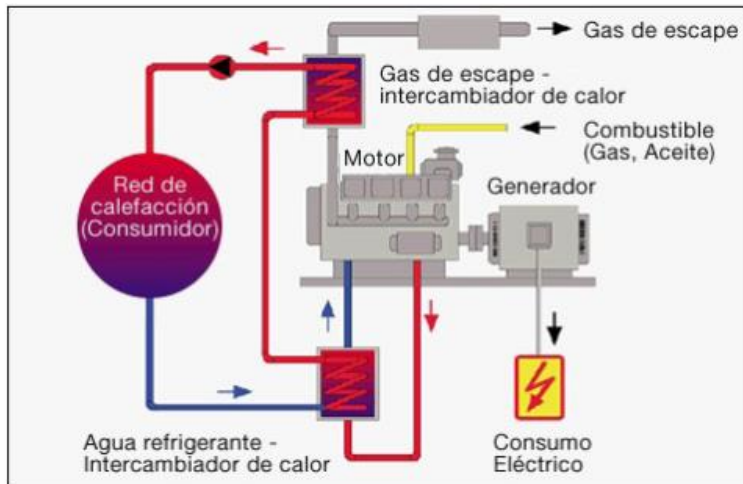 Gas de escape
Gas de escape -
intercambiador de calor
Combustible
(Gas, Aceite)
Motor
Generador
Red de
calefacción
(Consumidor)
Agua refrigerante -
Intercambiador de calor
Consumo
Eléctrico